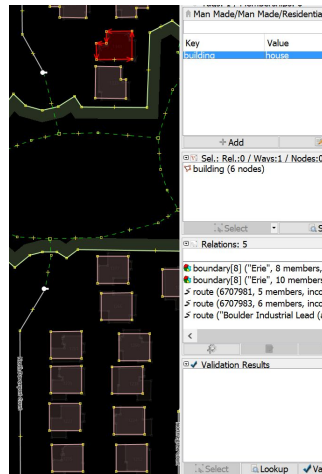 Man Made/Man Made/Residential
Key Value
building house
Add
Sel.: Rel.:0 / Ways:1 / Nodes:0
building (6 nodes)
Select
Relations: 5
boundary[8] ("Erie", 8 members,
boundary[8] ("Erie", 10 members
route (6707981, 5 members, inco
route (6707983, 6 members, inco
route ("Boulder Industrial Lead (a
Validation Results
Select Lookup Va